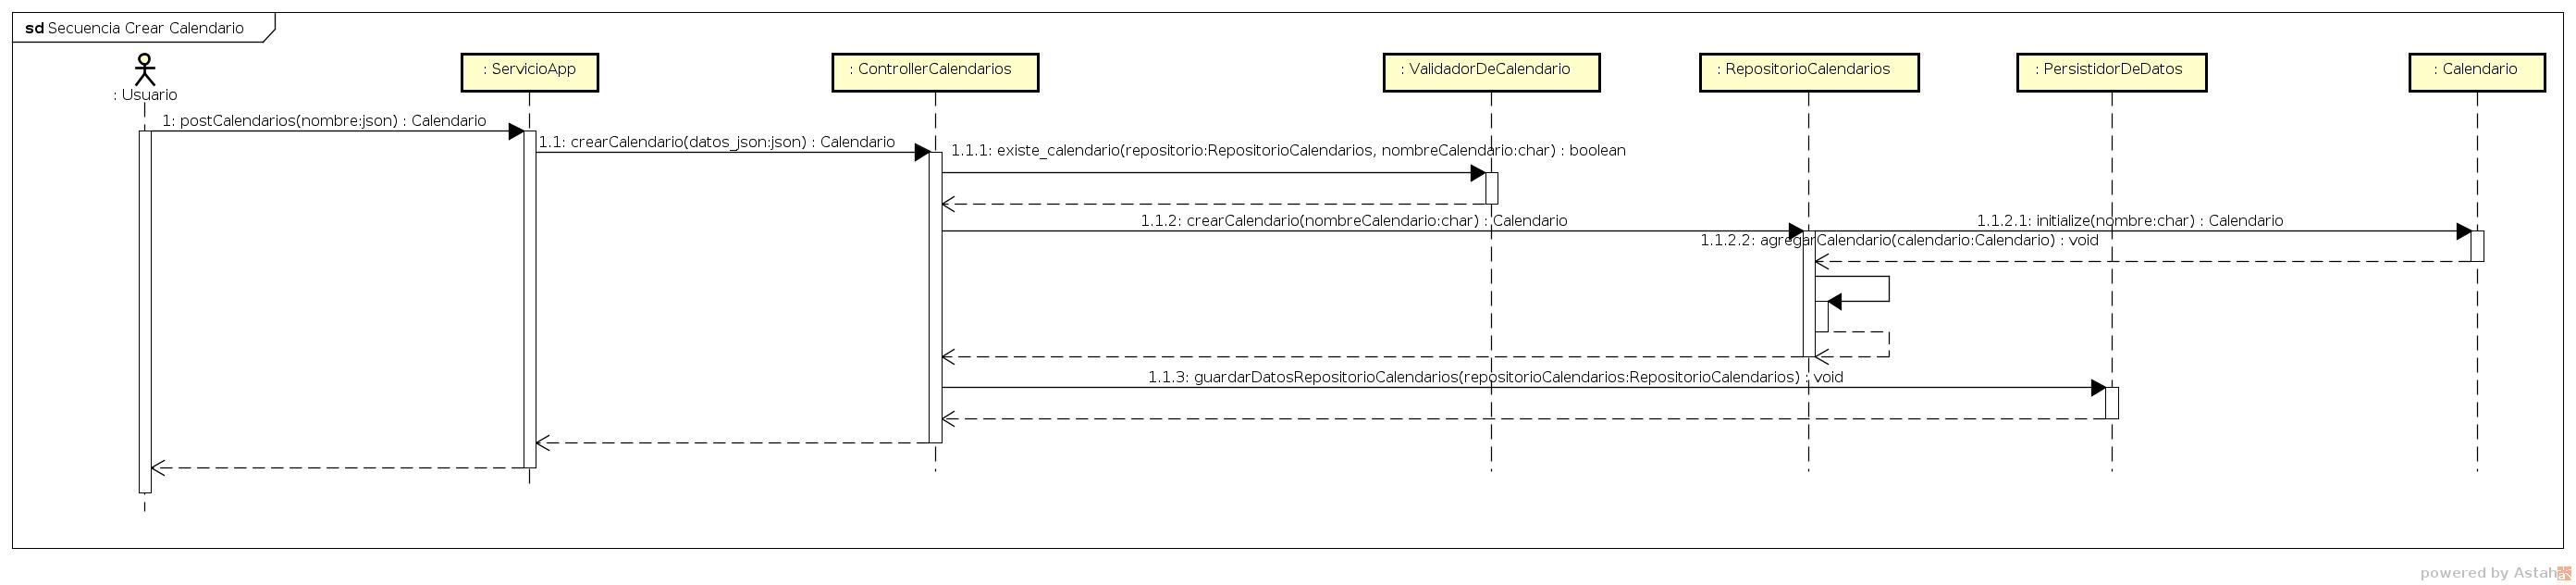 sd Secuencia Crear Calendario
: Usuario
: ServicioApp
: ControllerCalendarios
: ValidadorDeCalendario
: RepositorioCalendarios
: PersistidorDeDatos
: Calendario
1: postCalendarios(nombre:json) : Calendario
1.1: crearCalendario(datos_json:json) : Calendario
1.1.1: existe_calendario(repositorio:RepositorioCalendarios, nombreCalendario:char) : boolean
1.1.2: crearCalendario(nombreCalendario:char) : Calendario
1.1.2.1: initialize(nombre:char) : Calendario
1.1.2.2: agregarCalendario(calendario:Calendario) : void
1.1.3: guardarDatosRepositorioCalendarios(repositorioCalendarios:RepositorioCalendarios) : void
powered by Astah